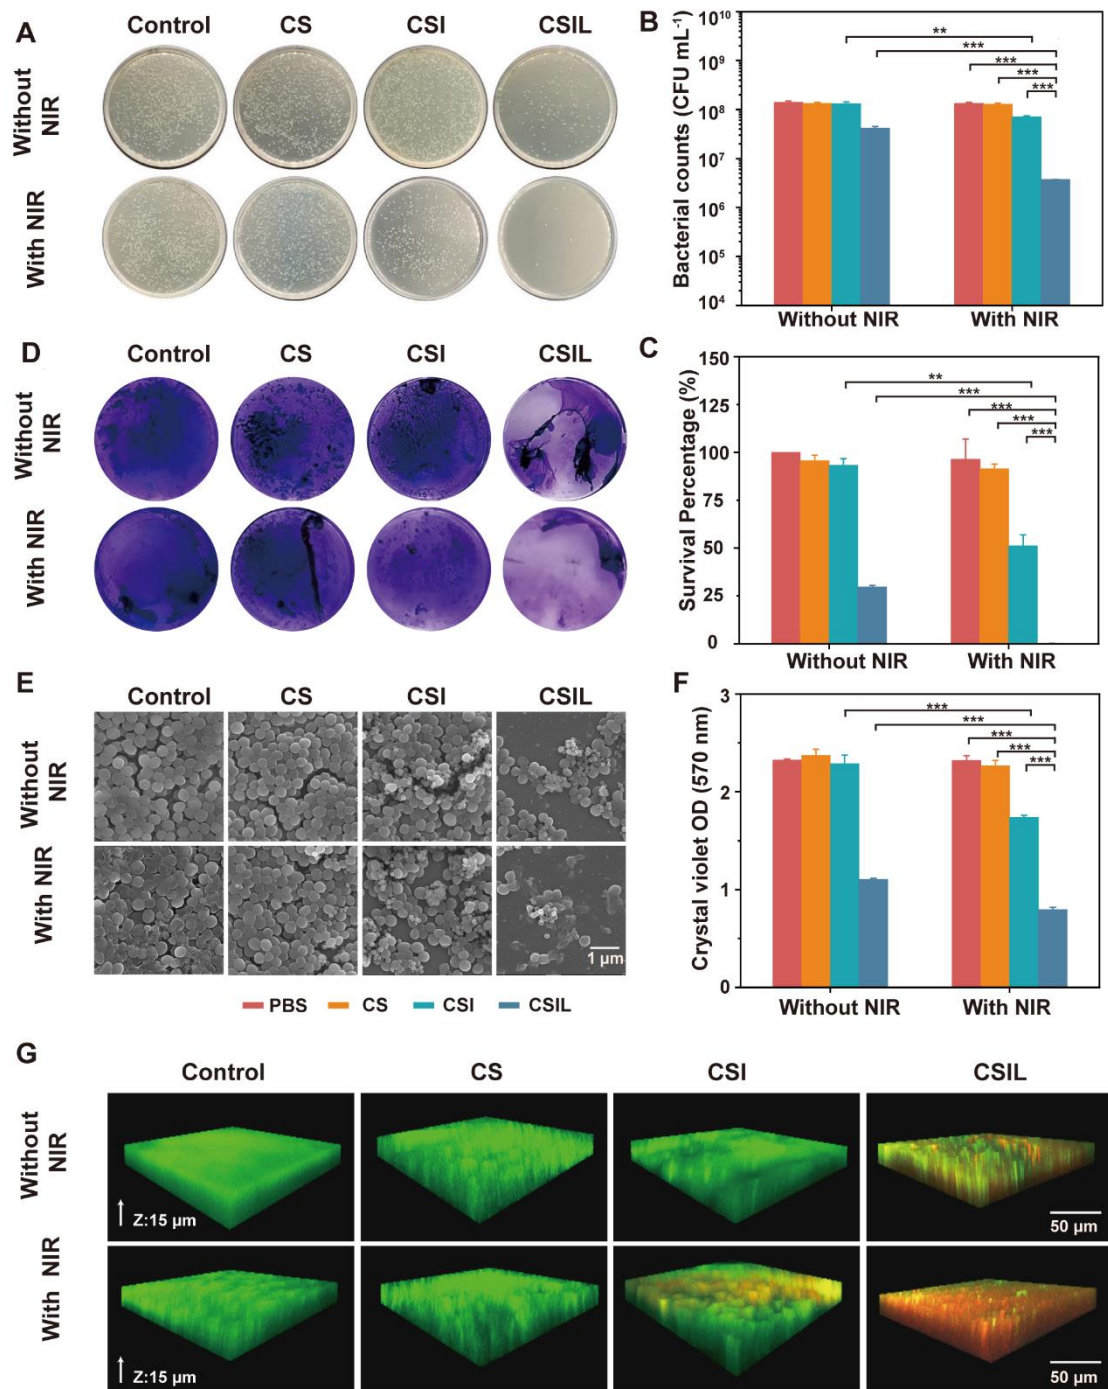 A
Control
CS
CSI
CSIL
Without
NIR
With NIR
B
Bacterial counts (CFU mL⁻¹)
10¹⁰
10⁹
10⁸
10⁷
10⁶
10⁵
10⁴
**
***
***
***
***
Without NIR
With NIR
D
Control
CS
CSI
CSIL
Without
NIR
With NIR
C
Survival Percentage (%)
150
125
100
75
50
25
0
**
***
***
***
***
Without NIR
With NIR
E
Control
CS
CSI
CSIL
Without
NIR
With NIR
1 μm
PBS
CS
CSI
CSIL
F
Crystal violet OD (570 nm)
3
2
1
0
***
***
***
***
***
Without NIR
With NIR
G
Control
CS
CSI
CSIL
Without
NIR
Z:15 μm
50 μm
With NIR
Z:15 μm
50 μm